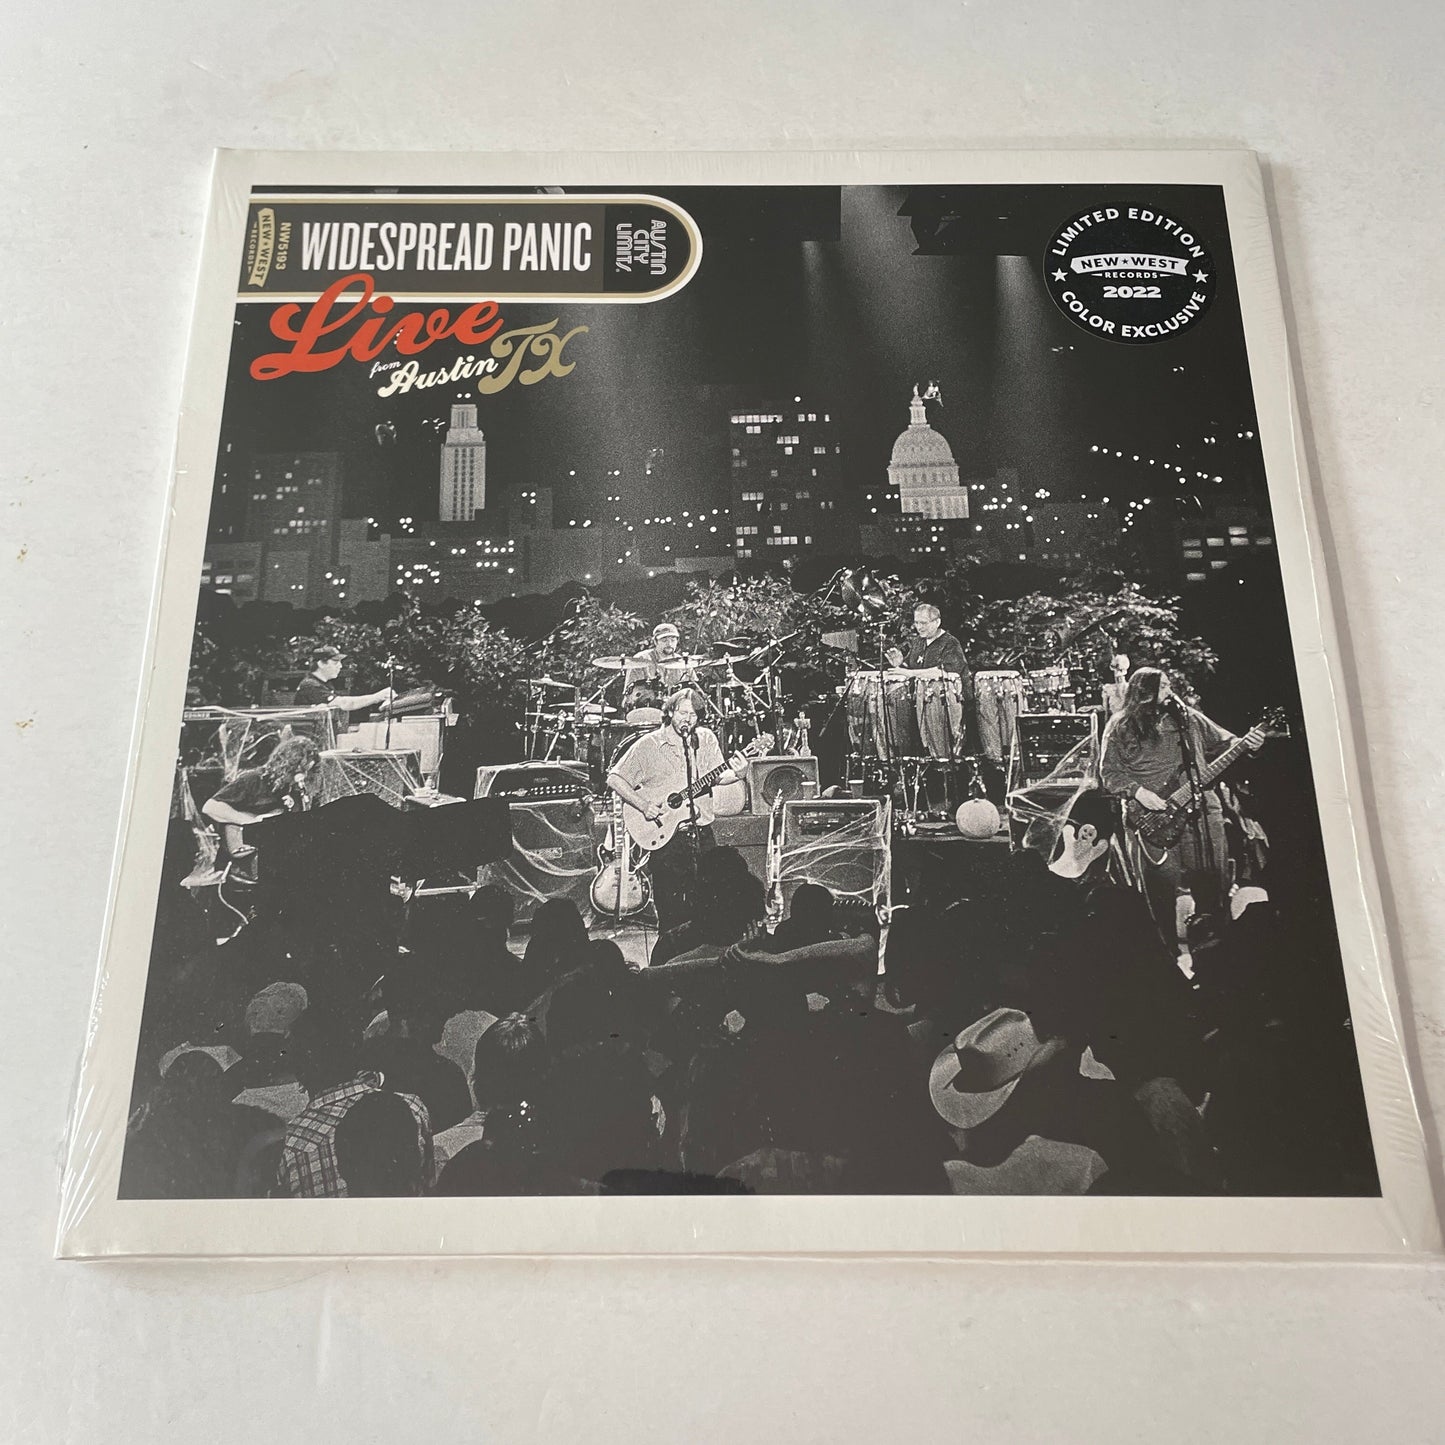 NEW★WEST
RECORDS
NW5193
WIDESPREAD PANIC
AUSTIN
CITY
LIMITS
Live
from Austin TX
LIMITED EDITION
NEW★WEST
RECORDS
2022
COLOR EXCLUSIVE